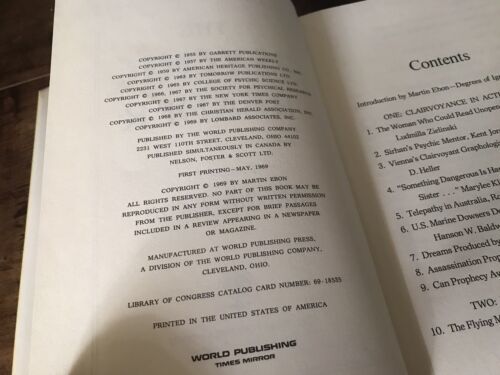 COPYRIGHT © 1955 BY GARRETT PUBLICATIONS
COPYRIGHT © 1957 BY THE AMERICAN WEEKLY
COPYRIGHT © 1959 BY AMERICAN HERITAGE PUBLISHING CO., INC.
COPYRIGHT © 1963 BY TOMORROW PUBLICATIONS LTD.
COPYRIGHT © 1965 BY COLLEGE OF PSYCHIC SCIENCE LTD.
COPYRIGHT © 1966, 1967 BY THE SOCIETY FOR PSYCHICAL RESEARCH
COPYRIGHT © 1967 BY THE NEW YORK TIMES COMPANY
COPYRIGHT © 1967 BY THE DENVER POST
COPYRIGHT © 1968 BY THE CHRISTIAN HERALD ASSOCIATION, INC.
COPYRIGHT © 1969 BY LOMBARD ASSOCIATES, INC.
PUBLISHED BY THE WORLD PUBLISHING COMPANY
2231 WEST 110TH STREET, CLEVELAND, OHIO 44102
PUBLISHED SIMULTANEOUSLY IN CANADA BY
NELSON, FOSTER & SCOTT LTD.
FIRST PRINTING—MAY, 1969
COPYRIGHT © 1969 BY MARTIN EBON
ALL RIGHTS RESERVED. NO PART OF THIS BOOK MAY BE
REPRODUCED IN ANY FORM WITHOUT WRITTEN PERMISSION
FROM THE PUBLISHER, EXCEPT FOR BRIEF PASSAGES
INCLUDED IN A REVIEW APPEARING IN A NEWSPAPER
OR MAGAZINE.
MANUFACTURED AT WORLD PUBLISHING PRESS,
A DIVISION OF THE WORLD PUBLISHING COMPANY,
CLEVELAND, OHIO.
LIBRARY OF CONGRESS CATALOG CARD NUMBER: 69-18535
PRINTED IN THE UNITED STATES OF AMERICA
WORLD PUBLISHING
TIMES MIRROR
Contents
Introduction by Martin Ebon—Degrees of
ONE: CLAIRVOYANCE IN ACTI
1. The Woman Who Could Read Unop
Ludmilla Zielinski
2. Sirhan's Psychic Mentor, Kent
3. Vienna's Clairvoyant Grapholog
D. Heller
4. "Something Dangerous Is Ha
Sister . . ." Marylee
5. Telepathy in Australia, Ro
6. U.S. Marine Dowsers
Hanson W. Baldw
7. Dreams Produced by
8. Assassination Prop
9. Can Prophecy Aw
TWO:
10. The Flying M